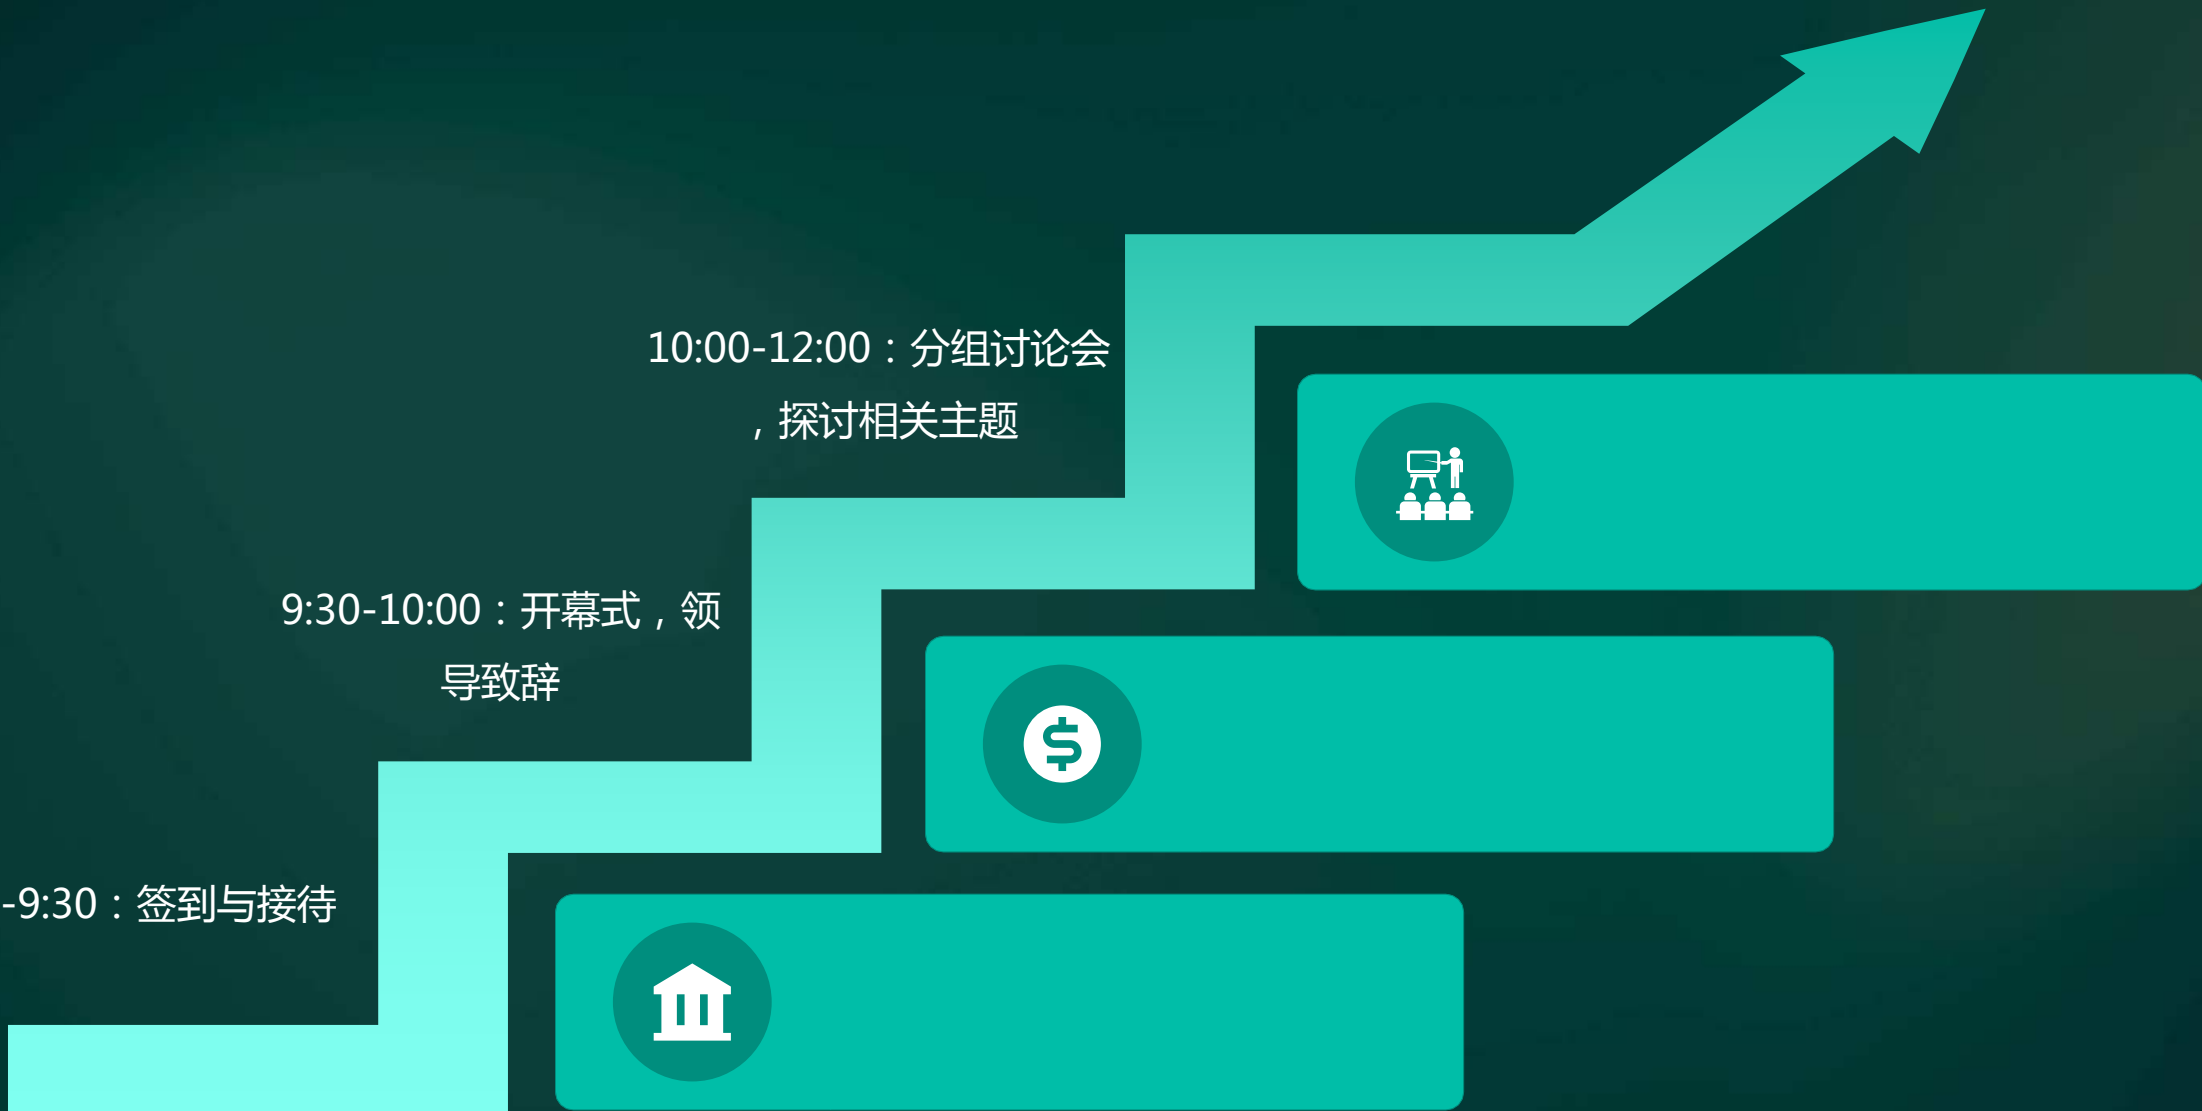 10:00-12:00：分组讨论会
，探讨相关主题
9:30-10:00：开幕式，领
导致辞
-9:30：签到与接待